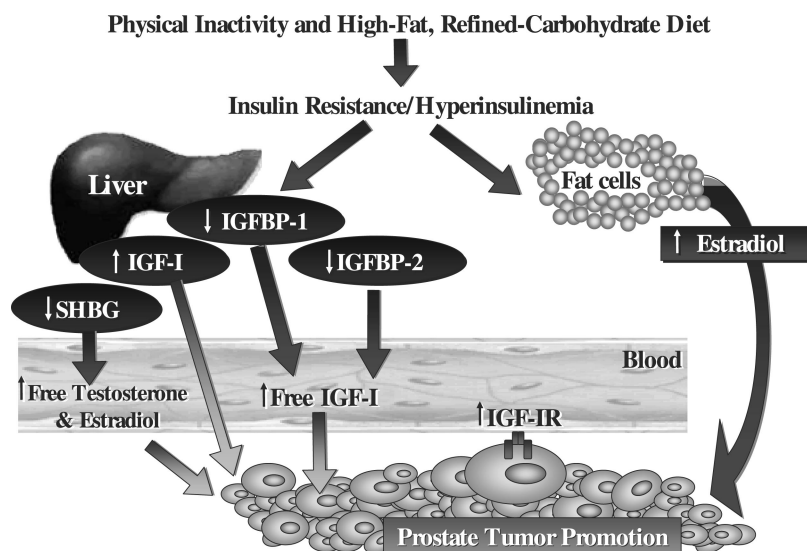 Physical Inactivity and High-Fat, Refined-Carbohydrate Diet
Insulin Resistance/Hyperinsulinemia
Liver
Fat cells
↓ IGFBP-1
↑ Estradiol
↑ IGF-I
↓IGFBP-2
↓SHBG
Blood
↑Free Testosterone
& Estradiol
↑Free IGF-I
↑IGF-IR
Prostate Tumor Promotion